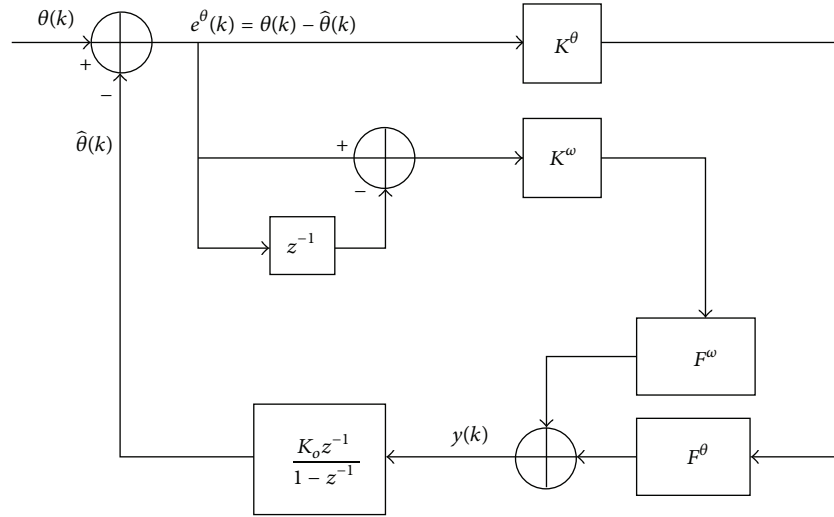 θ(k)
e^θ(k) = θ(k) − θ̂(k)
K^θ
+
−
θ̂(k)
+
−
K^ω
z^{−1}
F^ω
K_o z^{−1}
1 − z^{−1}
y(k)
F^θ